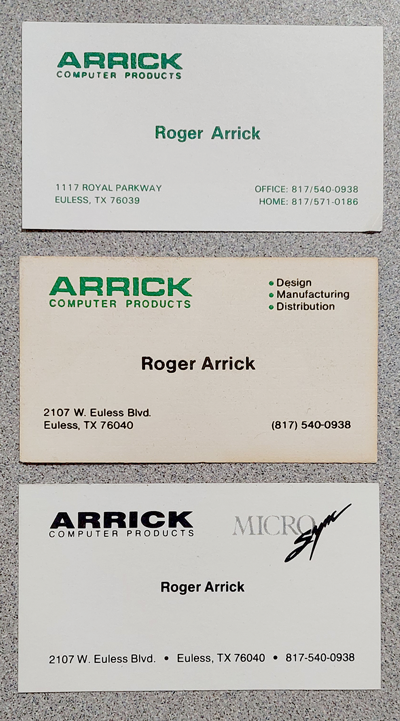 ARRICK
COMPUTER PRODUCTS
Roger Arrick
1117 ROYAL PARKWAY
EULESS, TX 76039
OFFICE: 817/540-0938
HOME: 817/571-0186
ARRICK
COMPUTER PRODUCTS
• Design
• Manufacturing
• Distribution
Roger Arrick
2107 W. Euless Blvd.
Euless, TX 76040
(817) 540-0938
ARRICK
COMPUTER PRODUCTS
MICRO
Sync
Roger Arrick
2107 W. Euless Blvd. • Euless, TX 76040 • 817-540-0938